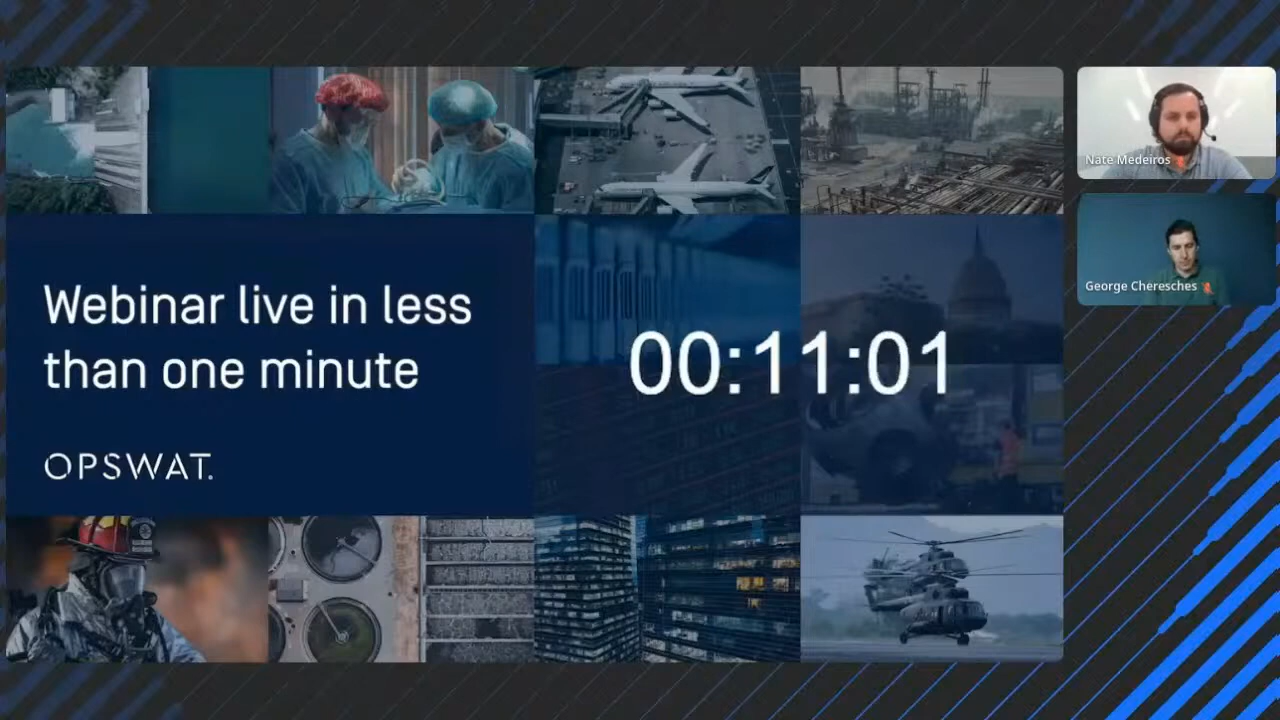 Webinar live in less
than one minute
OPSWAT.
00:11:01
Nate Medeiros
George Cheresches